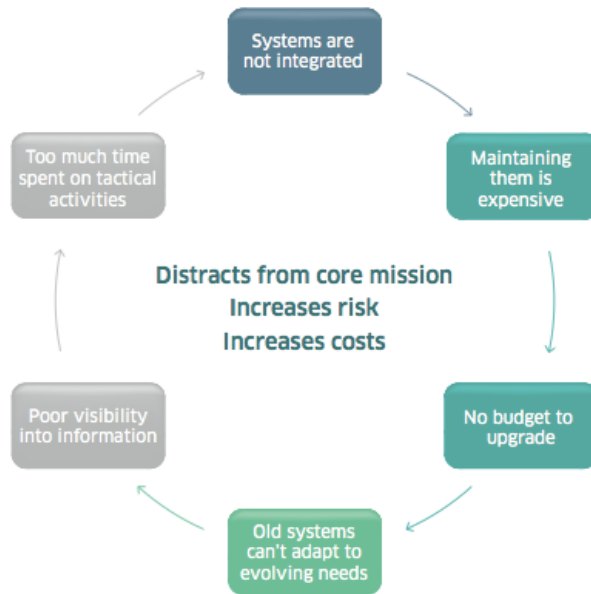 Systems are
not integrated
Maintaining
them is
expensive
No budget to
upgrade
Old systems
can't adapt to
evolving needs
Poor visibility
into information
Too much time
spent on tactical
activities
Distracts from core mission
Increases risk
Increases costs